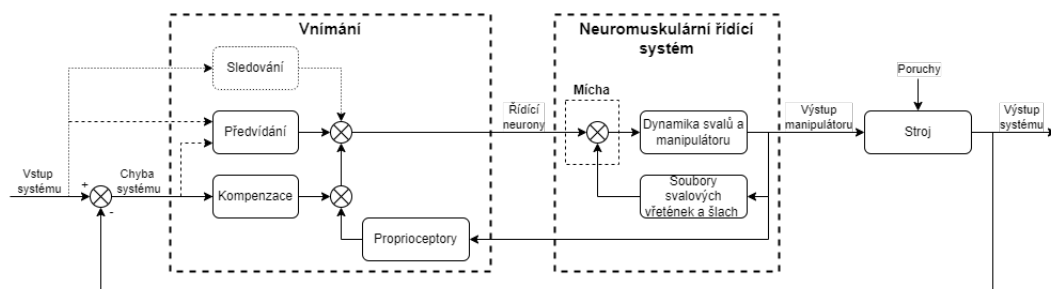 Vnímání
Neuromuskulární řídící
systém
Sledování
Předvídání
Kompenzace
Proprioceptory
Vstup
systému
+
-
Chyba
systému
Řídící
neurony
Mícha
Dynamika svalů a
manipulátoru
Soubory
svalových
vřetének a šlach
Výstup
manipulátoru
Poruchy
Stroj
Výstup
systému